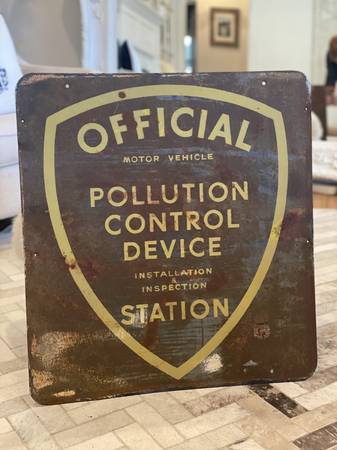 OFFICIAL
MOTOR VEHICLE
POLLUTION
CONTROL
DEVICE
INSTALLATION
&
INSPECTION
STATION